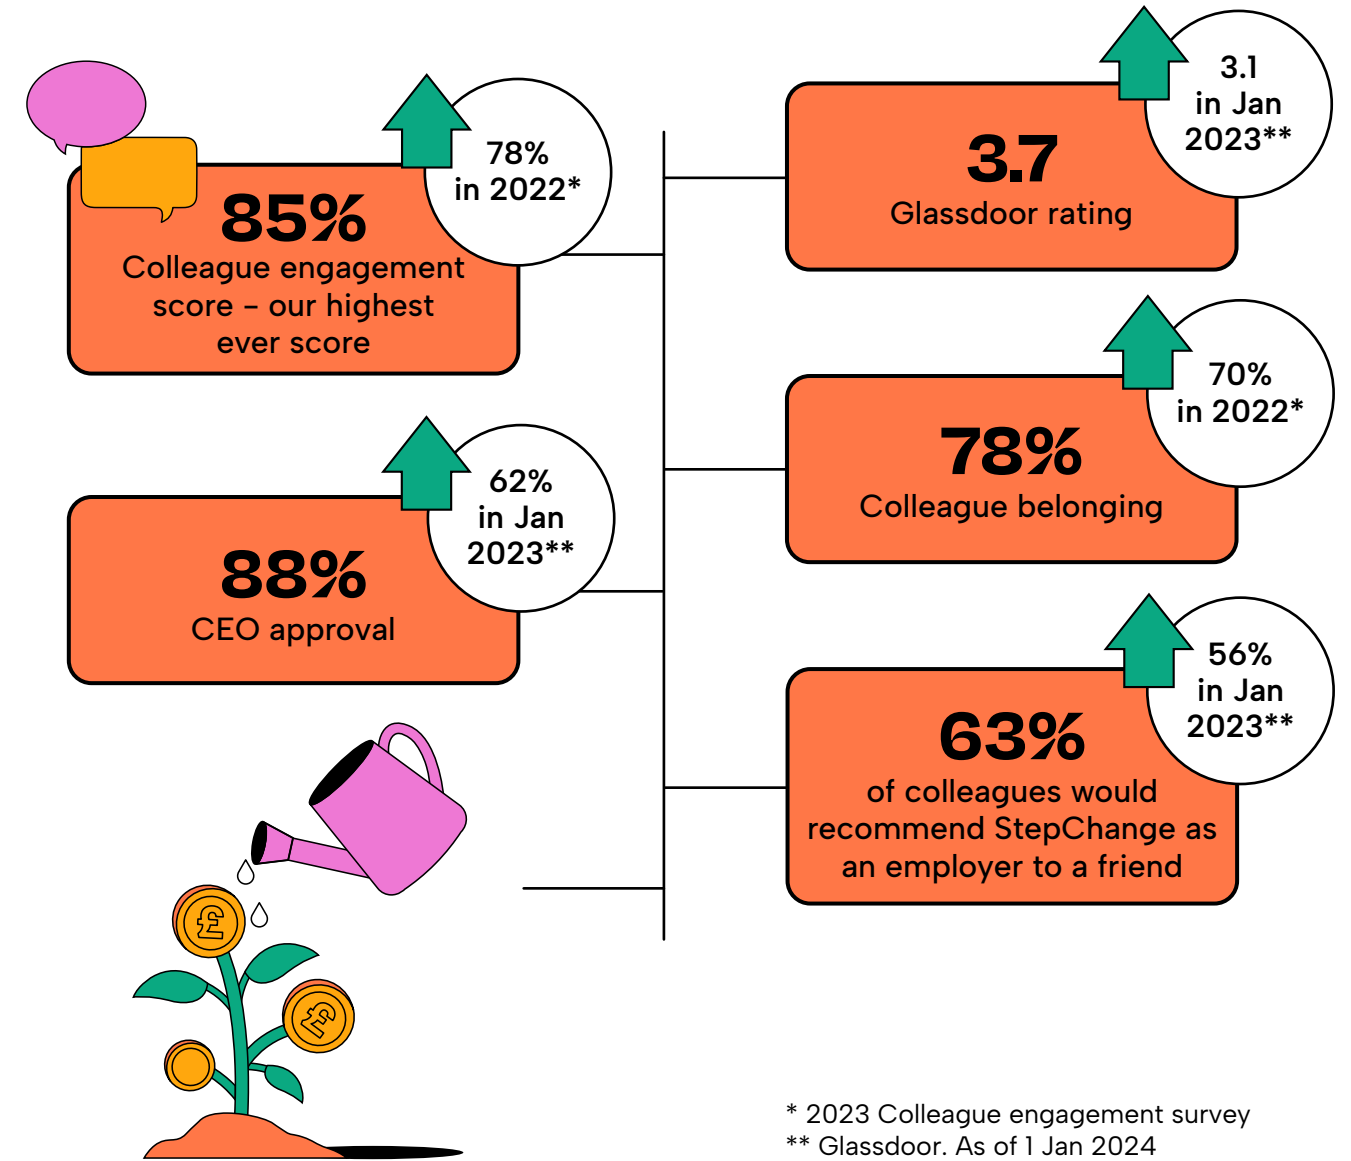 78%
in 2022*
85%
Colleague engagement
score – our highest
ever score
62%
in Jan
2023**
88%
CEO approval
£
£
3.1
in Jan
2023**
3.7
Glassdoor rating
70%
in 2022*
78%
Colleague belonging
56%
in Jan
2023**
63%
of colleagues would
recommend StepChange as
an employer to a friend
* 2023 Colleague engagement survey
** Glassdoor. As of 1 Jan 2024